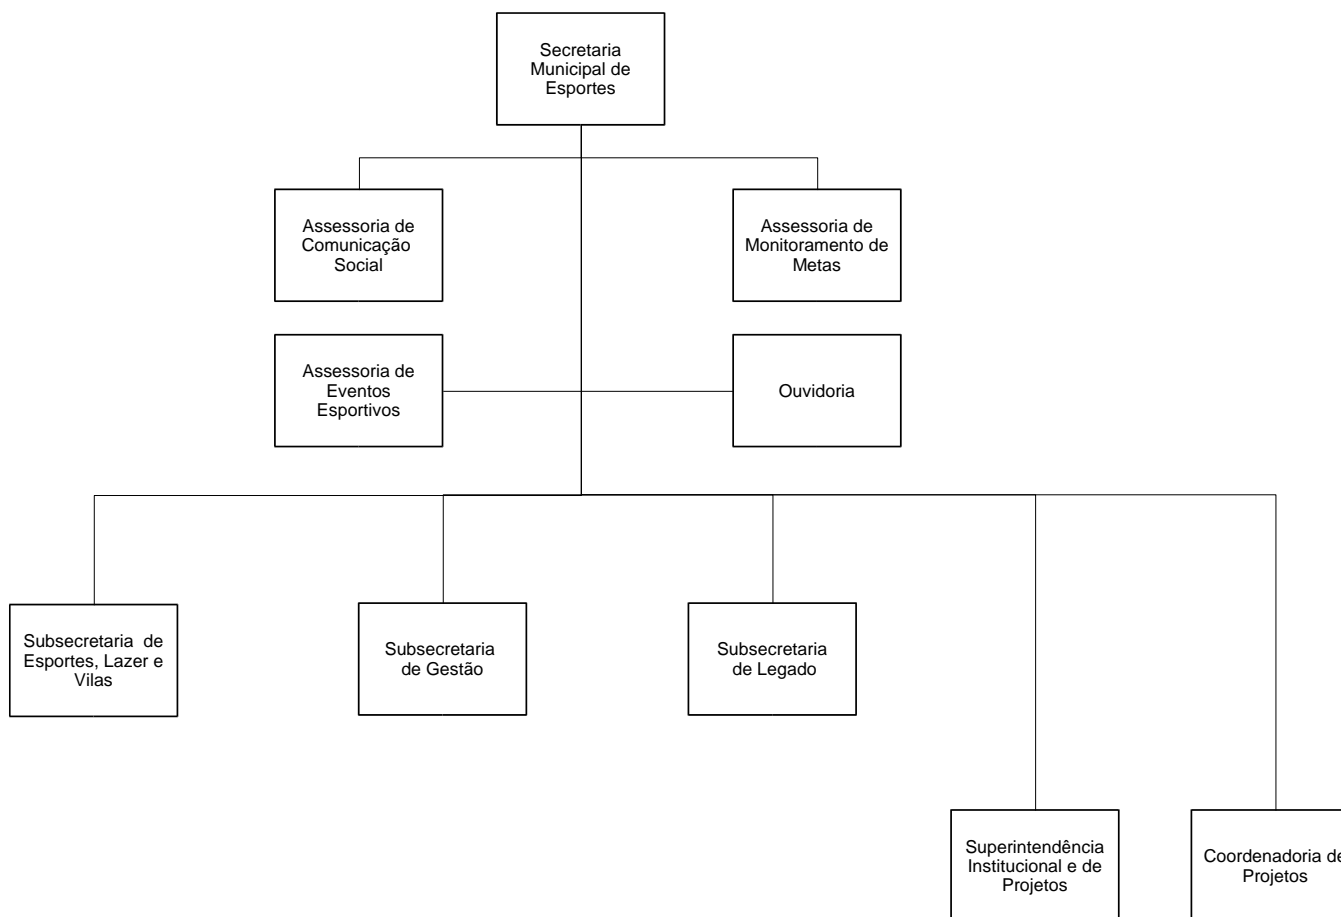 Secretaria
Municipal de
Esportes
Assessoria de
Comunicação
Social
Assessoria de
Monitoramento de
Metas
Assessoria de
Eventos
Esportivos
Ouvidoria
Subsecretaria de
Esportes, Lazer e
Vilas
Subsecretaria
de Gestão
Subsecretaria
de Legado
Superintendência
Institucional e de
Projetos
Coordenadoria de
Projetos